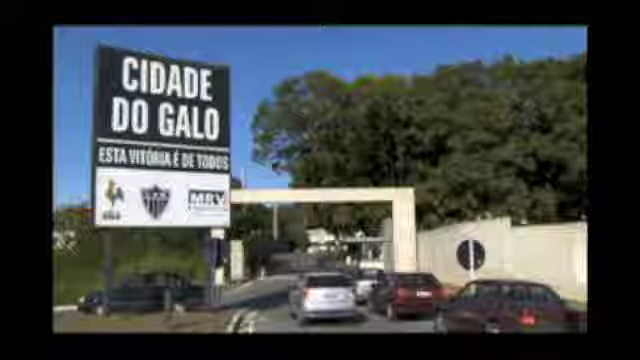 CIDADE
DO GALO
ESTA VITÓRIA É DE TODOS
MRV